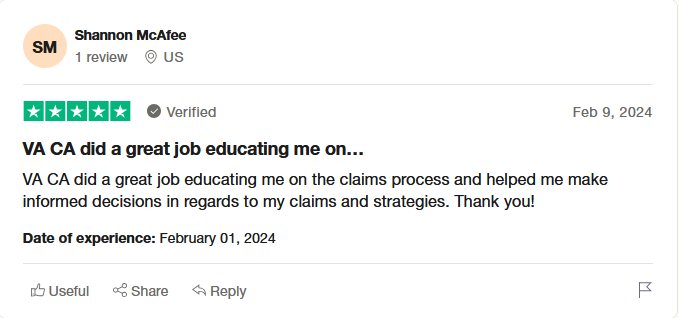 SM
Shannon McAfee
1 review US
Verified
Feb 9, 2024
VA CA did a great job educating me on…
VA CA did a great job educating me on the claims process and helped me make
informed decisions in regards to my claims and strategies. Thank you!
Date of experience: February 01, 2024
Useful Share Reply